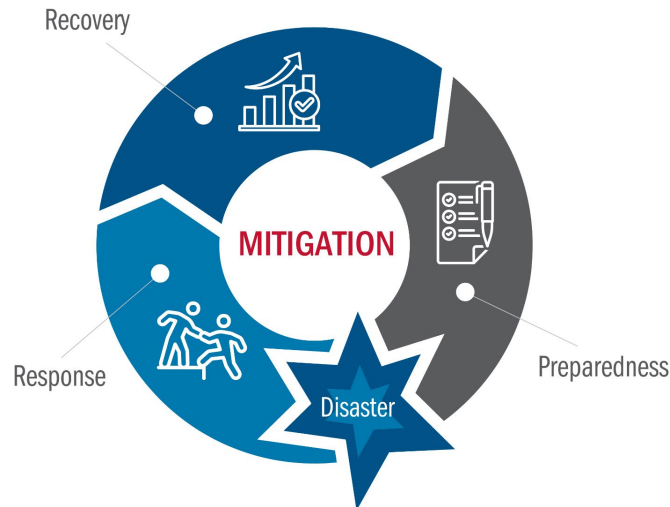 Recovery
MITIGATION
Response
Preparedness
Disaster